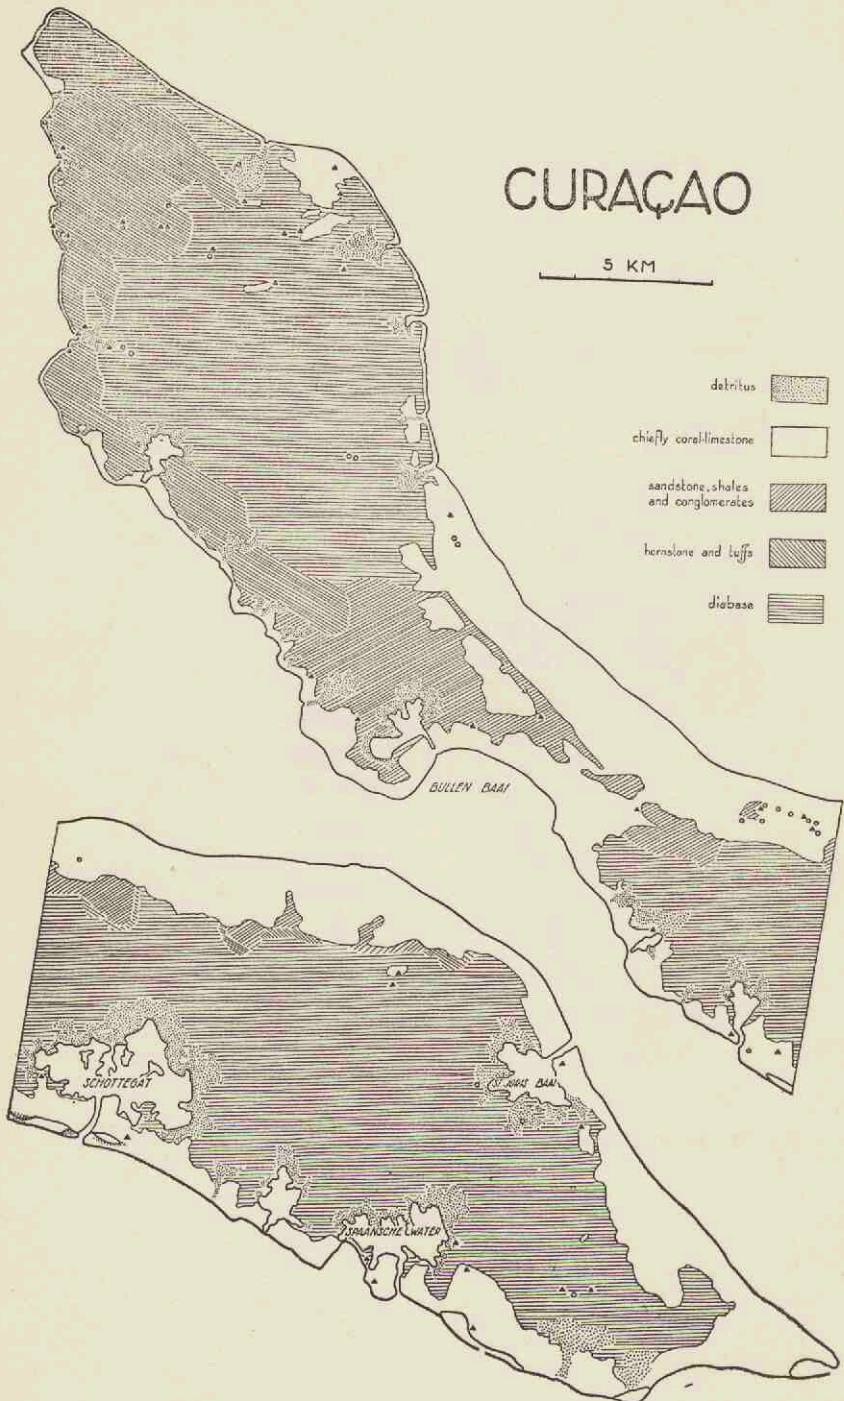 CURAÇAO
5 KM
detritus
chiefly coral-limestone
sandstone, shales
and conglomerates
hornstone and tuffs
diabase
BULLEN BAAI
SCHOTTEGAT
ST JORIS BAAI
SPAANSCHE WATER